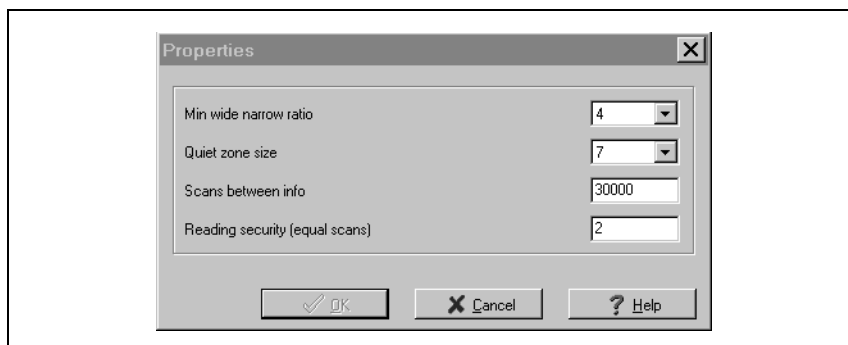 Properties
Min wide narrow ratio 4
Quiet zone size 7
Scans between info 30000
Reading security (equal scans) 2
OK Cancel Help